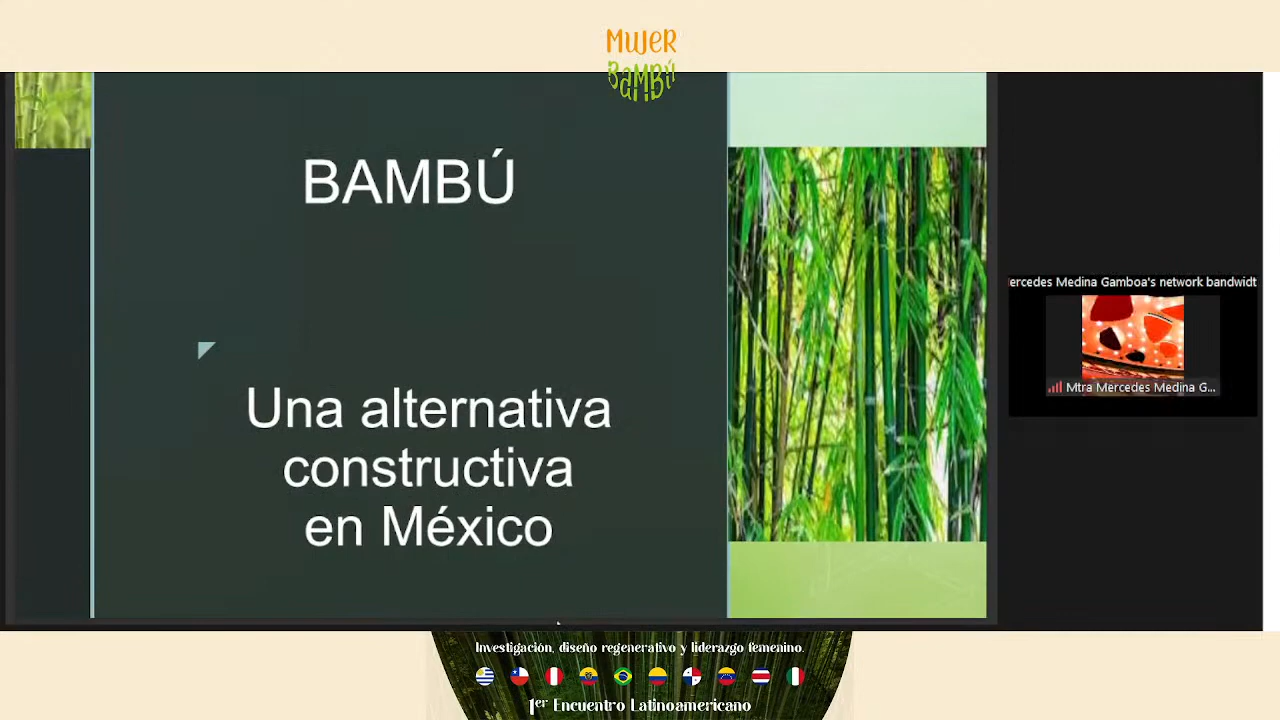 MUJER
BAMBÚ
BAMBÚ
Una alternativa
constructiva
en México
ercedes Medina Gamboa's network bandwidt
Mtra Mercedes Medina G...
Investigación, diseño regenerativo y liderazgo femenino.
1er Encuentro Latinoamericano